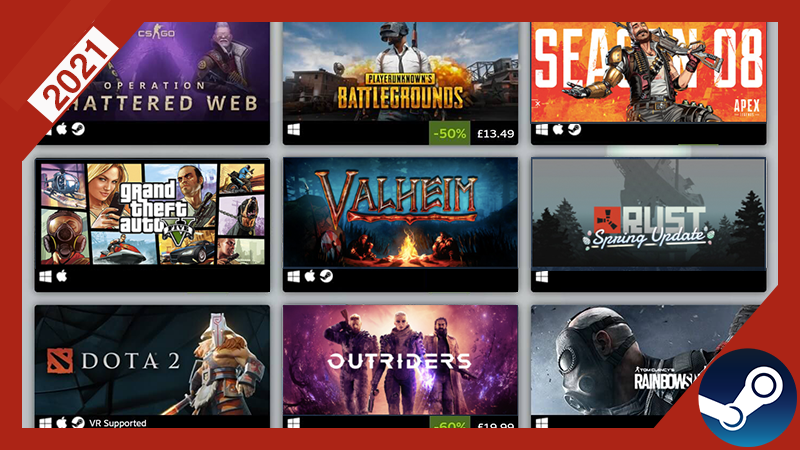 2021
CS GO
OPERATION
SHATTERED WEB
PLAYERUNKNOWN'S
BATTLEGROUNDS
-50% £13.49
SEASON 08
APEX
LEGENDS
grand
theft
auto
V
FIVE
VALHEIM
RUST
Spring Update
DOTA 2
VR Supported
OUTRIDERS
-60% £19.99
TOM CLANCY'S
RAINBOW